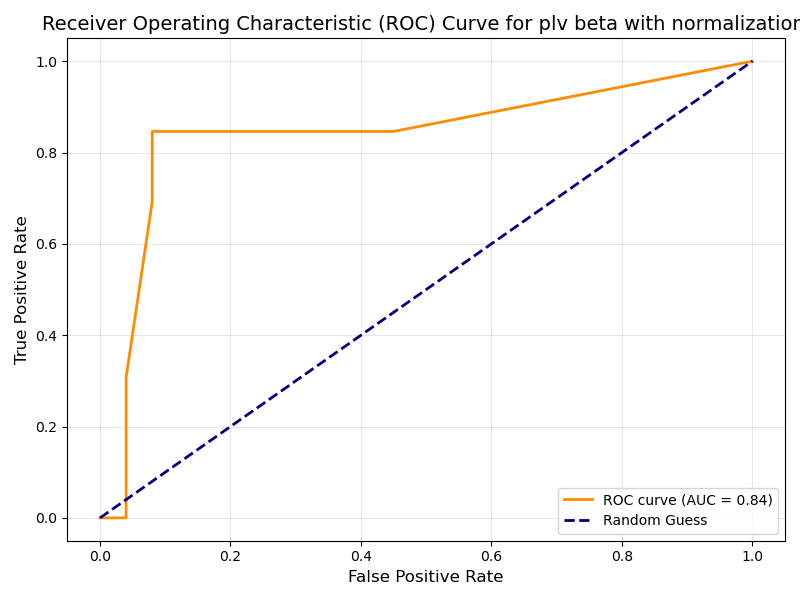 Receiver Operating Characteristic (ROC) Curve for plv beta with normalization
1.0
0.8
0.6
0.4
0.2
0.0
True Positive Rate
0.0 0.2 0.4 0.6 0.8 1.0
False Positive Rate
ROC curve (AUC = 0.84)
Random Guess